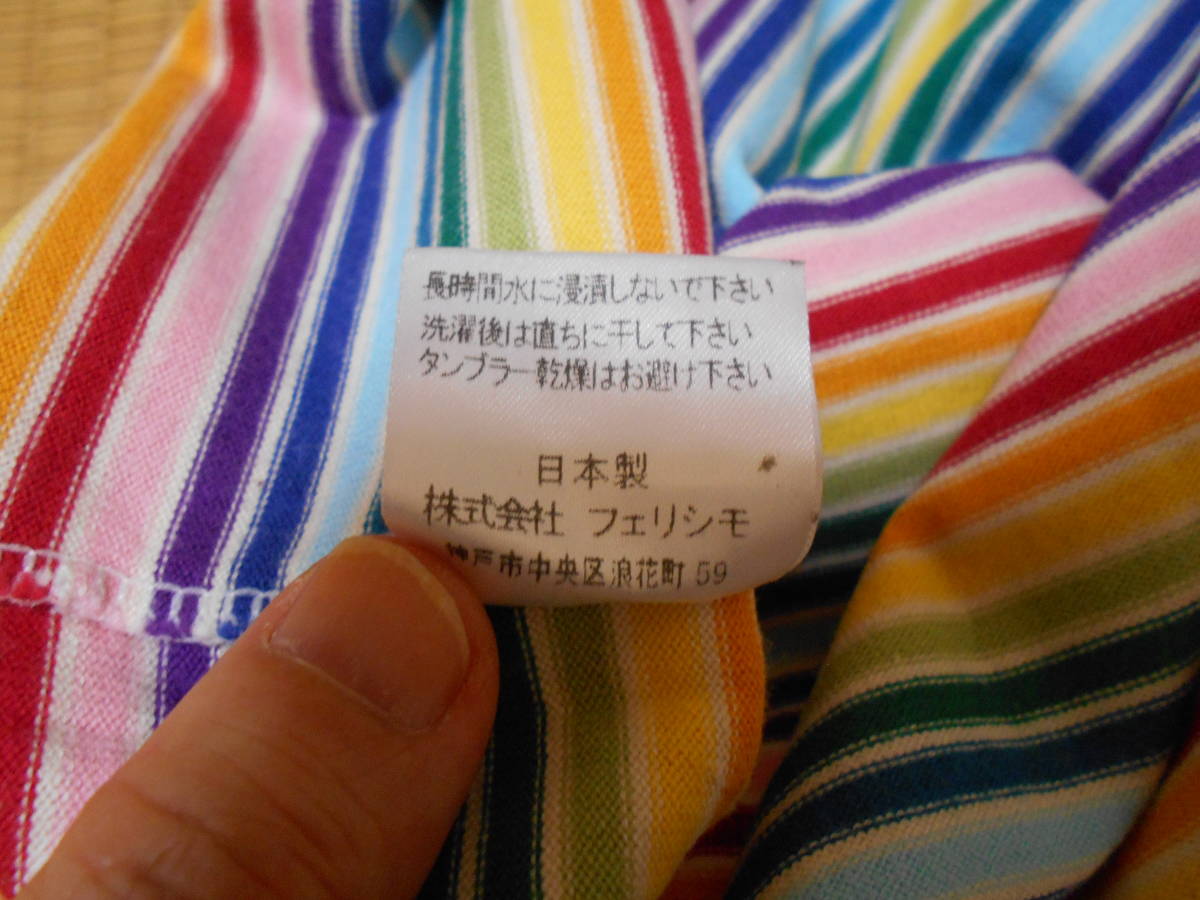 長時間水に浸漬しないで下さい
洗濯後は直ちに干して下さい
タンブラー乾燥はお避け下さい
日本製
株式会社 フェリシモ
神戸市中央区浪花町 59